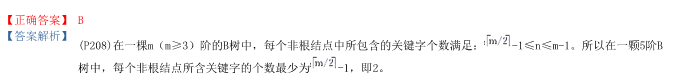 【正确答案】 B
【答案解析】
(P208)在一棵m（m≥3）阶的B树中，每个非根结点中所包含的关键字个数满足：⌈m/2⌉-1≤n≤m-1。所以在一颗5阶B
树中，每个非根结点所含关键字的个数最少为⌈m/2⌉-1，即2。